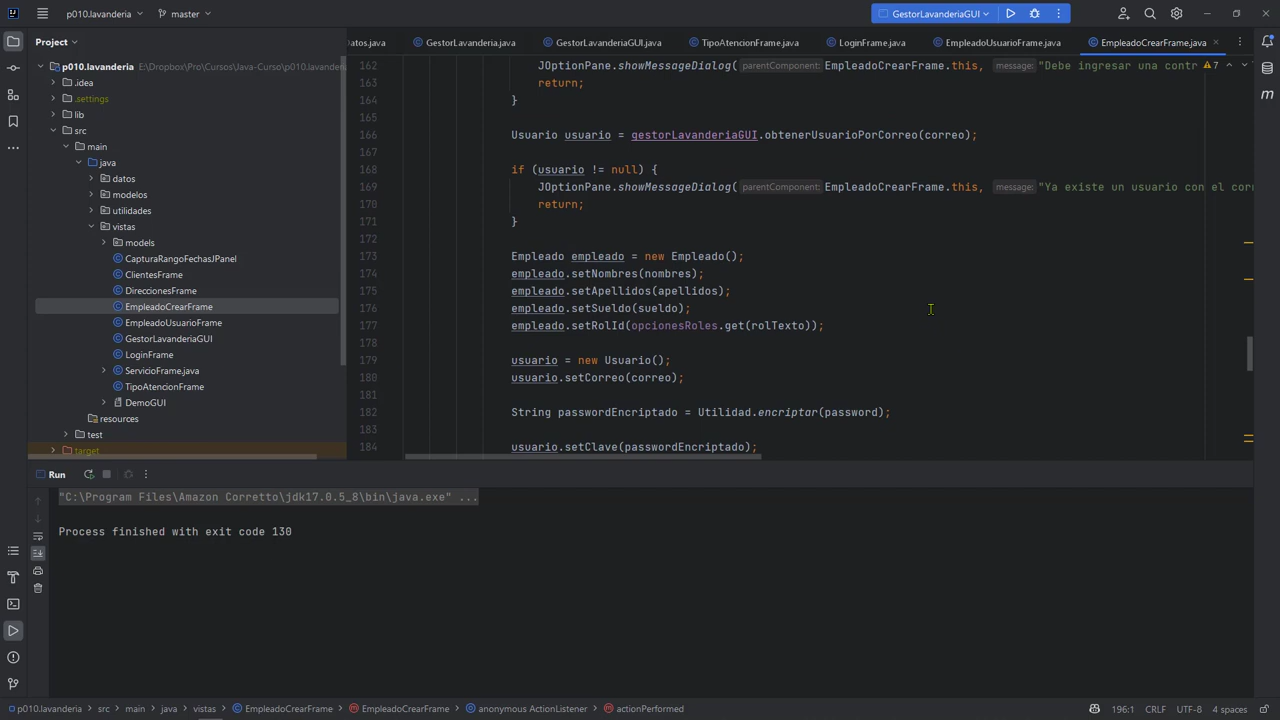 p010.lavanderia
master
GestorLavanderiaGUI
Project
Datos.java
GestorLavanderia.java
GestorLavanderiaGUI.java
TipoAtencionFrame.java
LoginFrame.java
EmpleadoUsuarioFrame.java
EmpleadoCrearFrame.java
p010.lavanderia E:\Dropbox\Pro\Cursos\Java-Curso\p010.lavanderia
.idea
.settings
lib
src
main
java
datos
modelos
utilidades
vistas
models
CapturaRangoFechasJPanel
ClientesFrame
DireccionesFrame
EmpleadoCrearFrame
EmpleadoUsuarioFrame
GestorLavanderiaGUI
LoginFrame
ServicioFrame.java
TipoAtencionFrame
DemoGUI
resources
test
target
162 JOptionPane.showMessageDialog( parentComponent: EmpleadoCrearFrame.this, message: "Debe ingresar una contr 7
163 return;
164 }
165
166 Usuario usuario = gestorLavanderiaGUI.obtenerUsuarioPorCorreo(correo);
167
168 if (usuario != null) {
169 JOptionPane.showMessageDialog( parentComponent: EmpleadoCrearFrame.this, message: "Ya existe un usuario con el cor
170 return;
171 }
172
173 Empleado empleado = new Empleado();
174 empleado.setNombres(nombres);
175 empleado.setApellidos(apellidos);
176 empleado.setSueldo(sueldo);
177 empleado.setRolId(opcionesRoles.get(rolTexto));
178
179 usuario = new Usuario();
180 usuario.setCorreo(correo);
181
182 String passwordEncriptado = Utilidad.encriptar(password);
183
184 usuario.setClave(passwordEncriptado);
Run
"C:\Program Files\Amazon Corretto\jdk17.0.5_8\bin\java.exe" ...
Process finished with exit code 130
p010.lavanderia
src
main
java
vistas
EmpleadoCrearFrame
EmpleadoCrearFrame
anonymous ActionListener
actionPerformed
196:1
CRLF
UTF-8
4 spaces